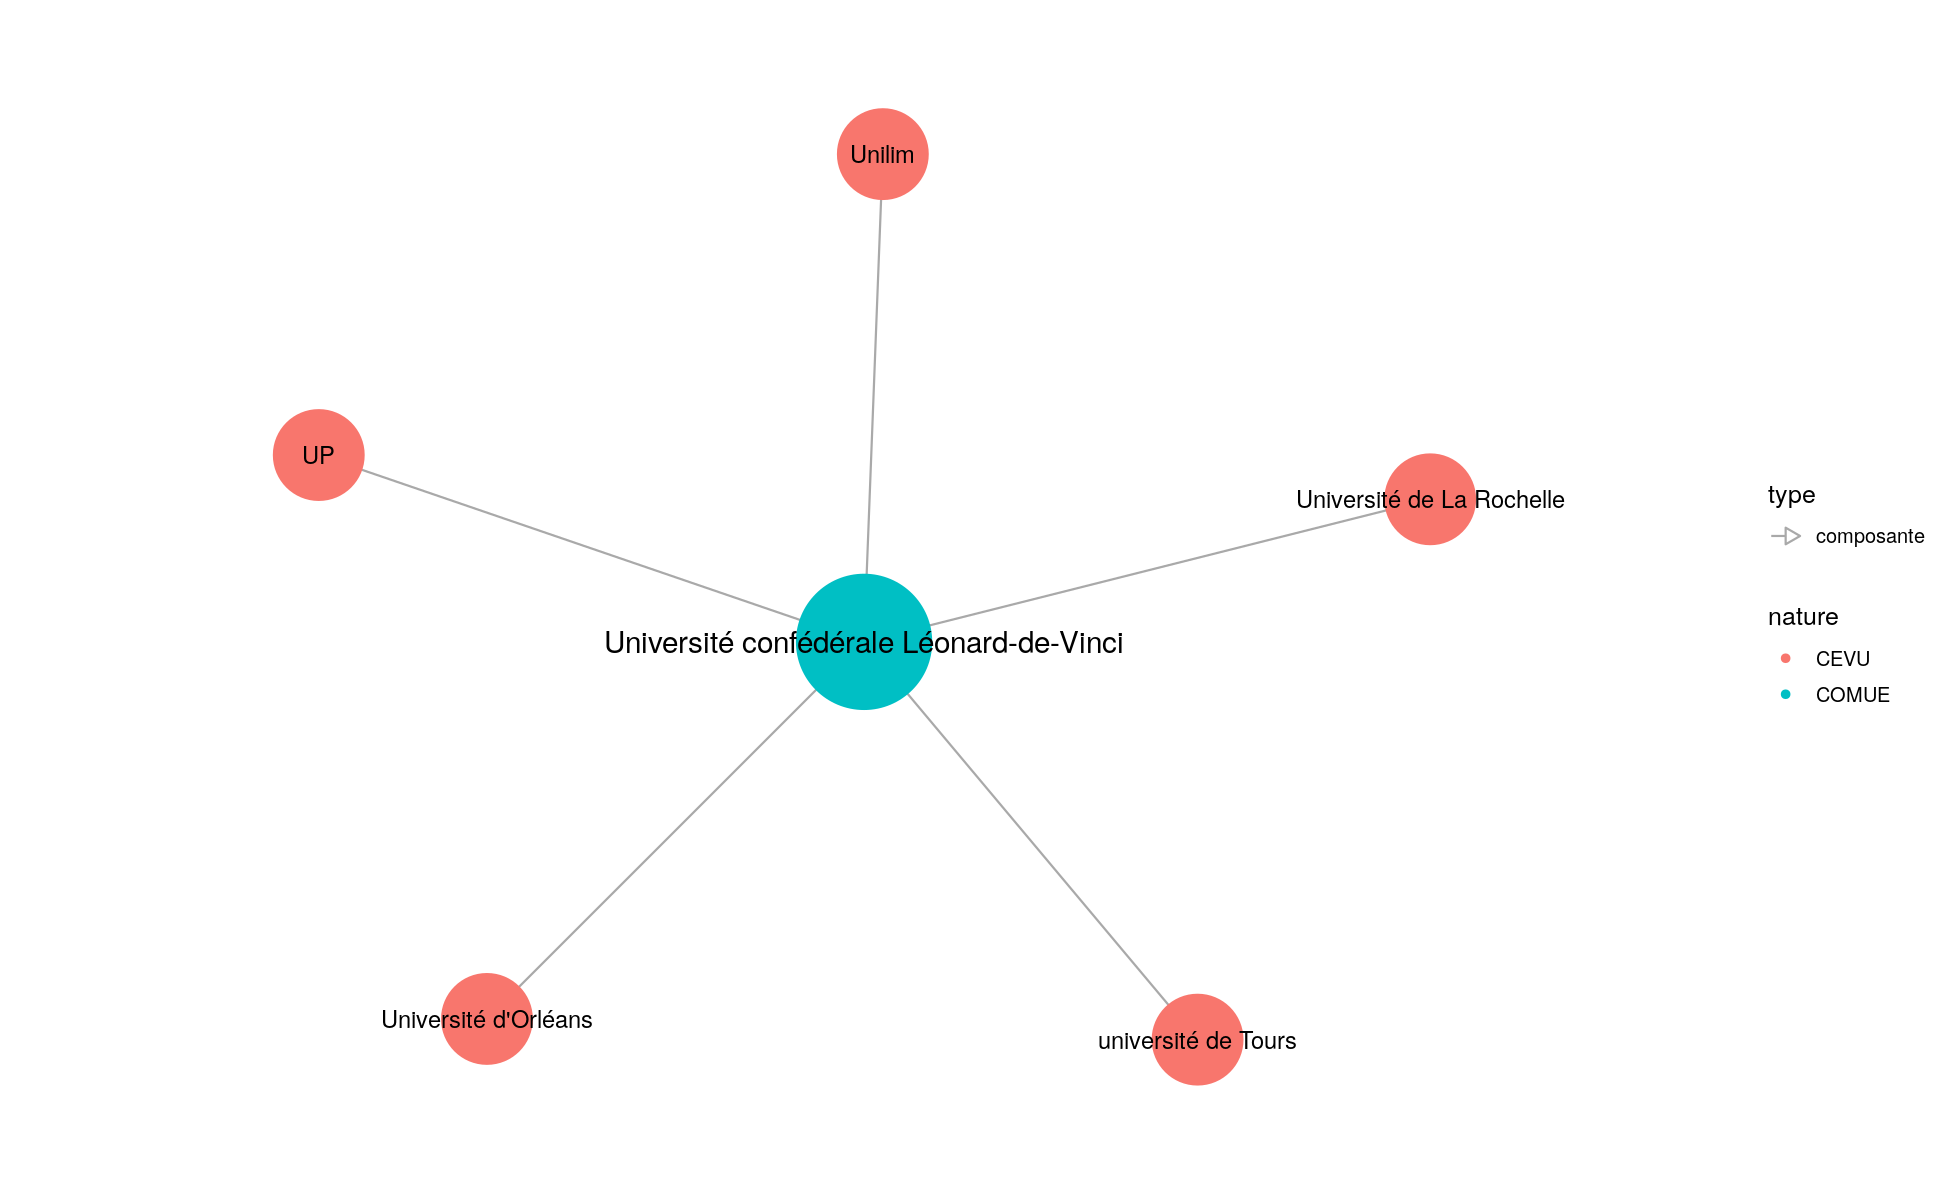 Unilim
UP
Université de La Rochelle
Université confédérale Léonard-de-Vinci
Université d'Orléans
université de Tours
type
composante
nature
CEVU
COMUE